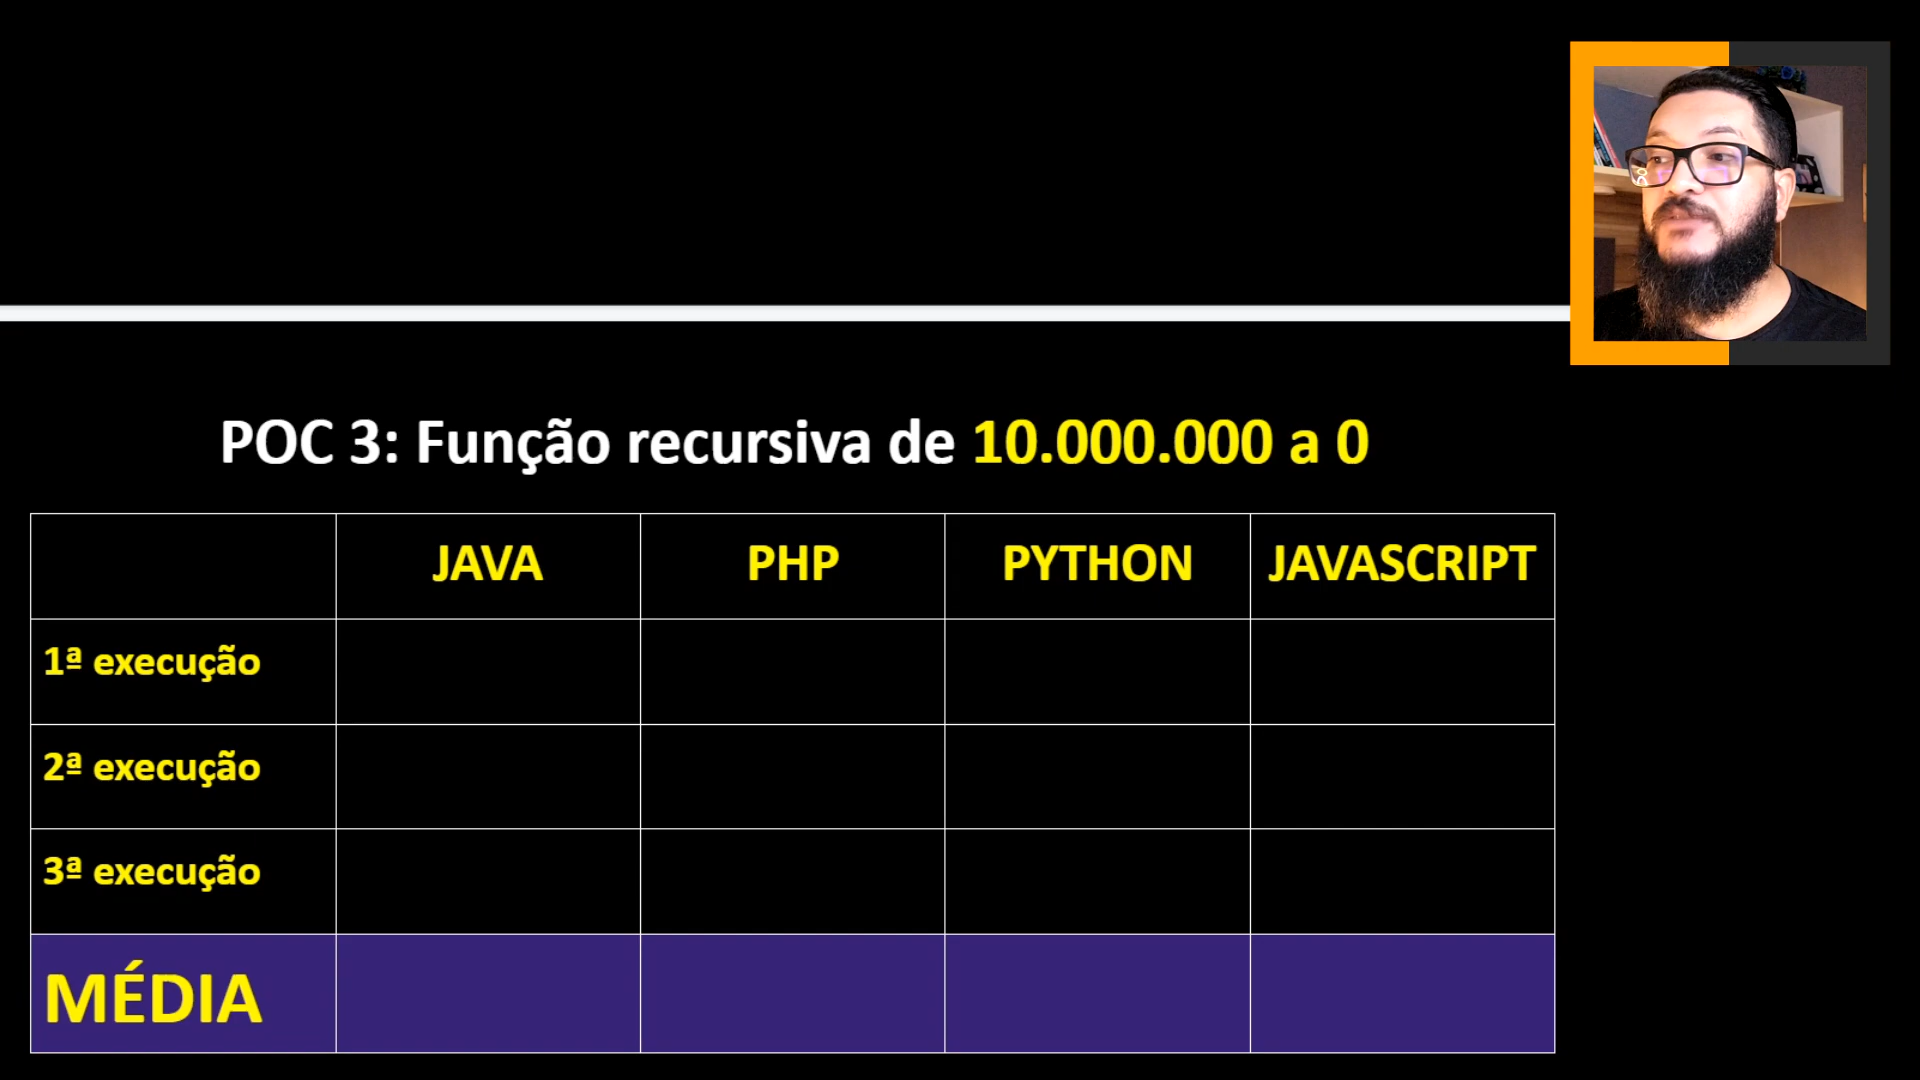 POC 3: Função recursiva de 10.000.000 a 0
JAVA PHP PYTHON JAVASCRIPT
1ª execução
2ª execução
3ª execução
MÉDIA